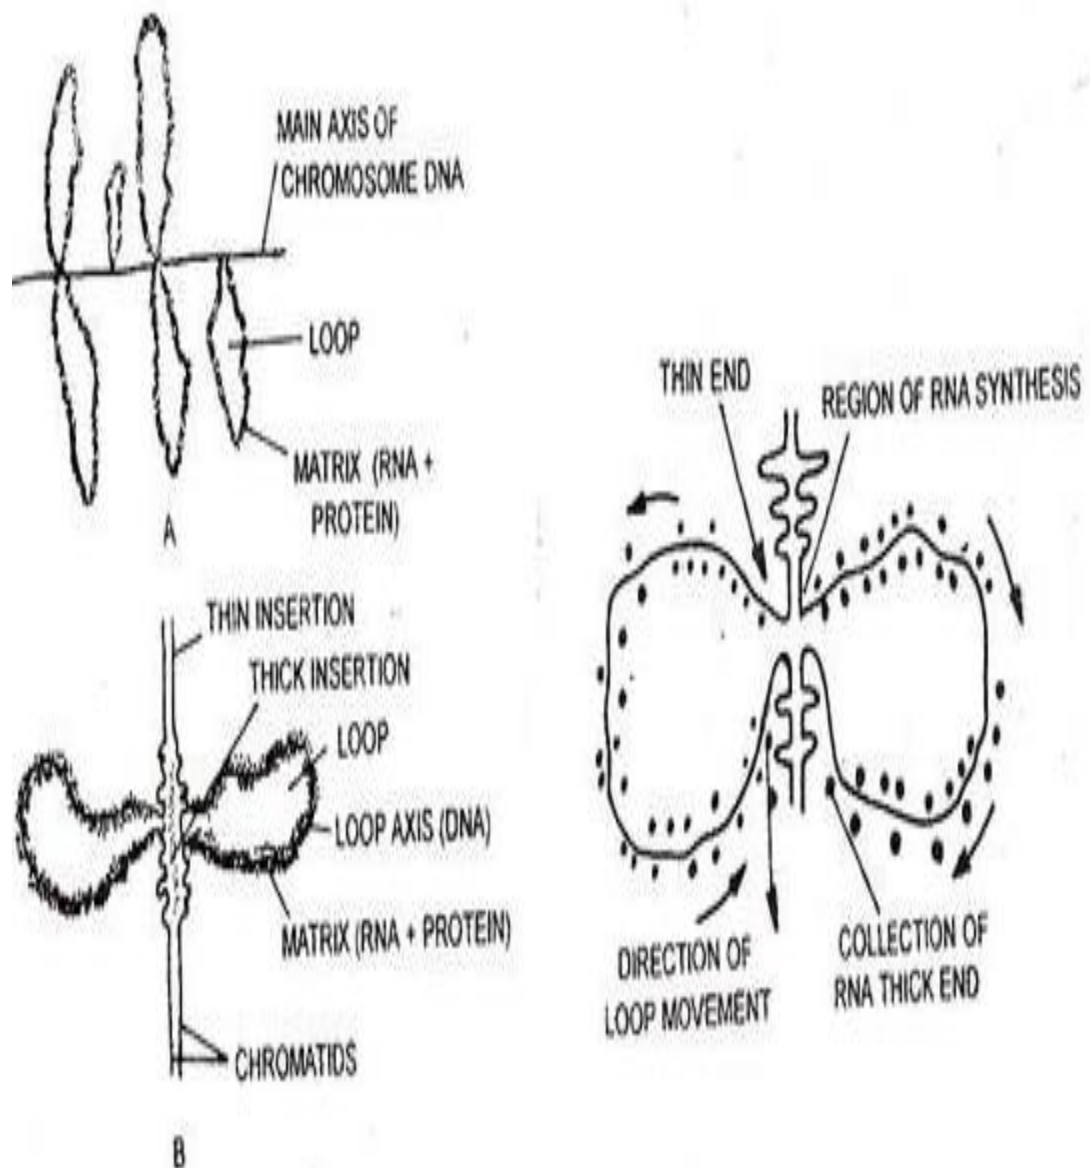 MAIN AXIS OF
CHROMOSOME DNA
LOOP
MATRIX (RNA +
PROTEIN)
A
THIN INSERTION
THICK INSERTION
LOOP
LOOP AXIS (DNA)
MATRIX (RNA + PROTEIN)
CHROMATIDS
B
THIN END
REGION OF RNA SYNTHESIS
DIRECTION OF
LOOP MOVEMENT
COLLECTION OF
RNA THICK END